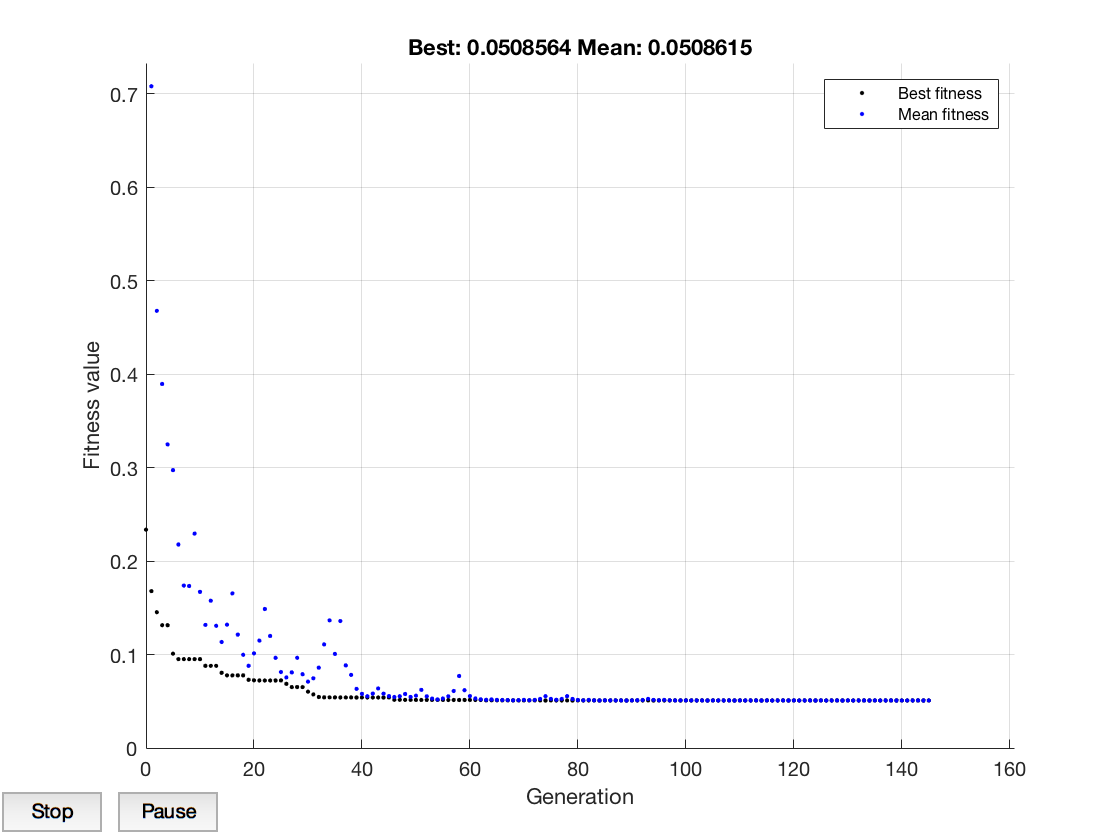 Best: 0.0508564 Mean: 0.0508615
Best fitness
Mean fitness
Fitness value
0.7
0.6
0.5
0.4
0.3
0.2
0.1
0
0 20 40 60 80 100 120 140 160
Generation
Stop Pause